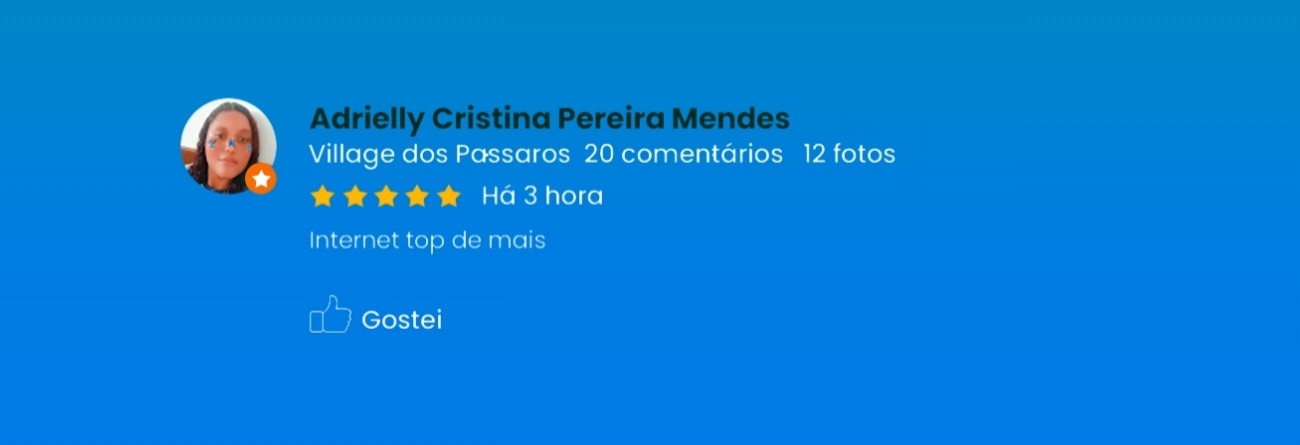 Adrielly Cristina Pereira Mendes
Village dos Passaros 20 comentários 12 fotos
Há 3 hora
Internet top de mais
Gostei